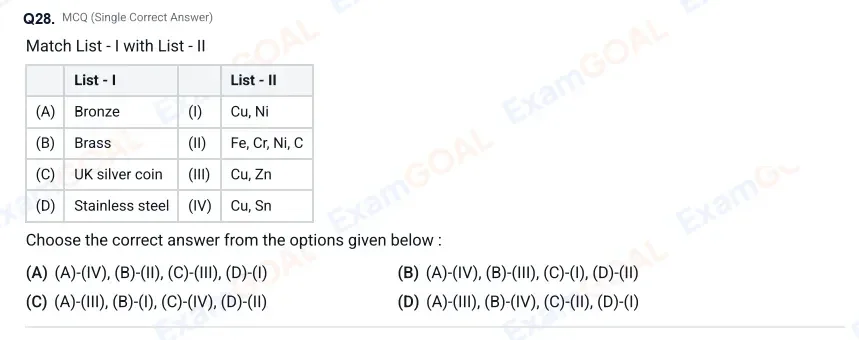 Q28. MCQ (Single Correct Answer)
Match List - I with List - II
List - I List - II
(A) Bronze (I) Cu, Ni
(B) Brass (II) Fe, Cr, Ni, C
(C) UK silver coin (III) Cu, Zn
(D) Stainless steel (IV) Cu, Sn
Choose the correct answer from the options given below :
(A) (A)-(IV), (B)-(II), (C)-(III), (D)-(I) (B) (A)-(IV), (B)-(III), (C)-(I), (D)-(II)
(C) (A)-(III), (B)-(I), (C)-(IV), (D)-(II) (D) (A)-(III), (B)-(IV), (C)-(II), (D)-(I)
ExamGOAL
ExamGOAL